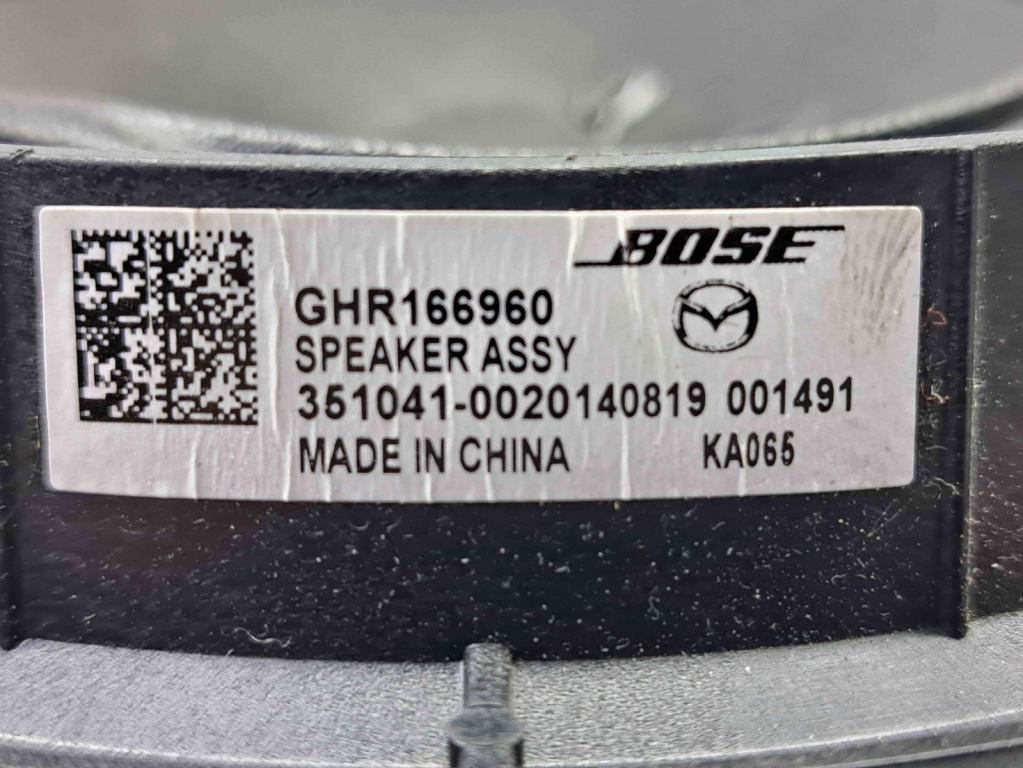 BOSE
GHR166960
SPEAKER ASSY
351041-0020140819 001491
MADE IN CHINA KA065